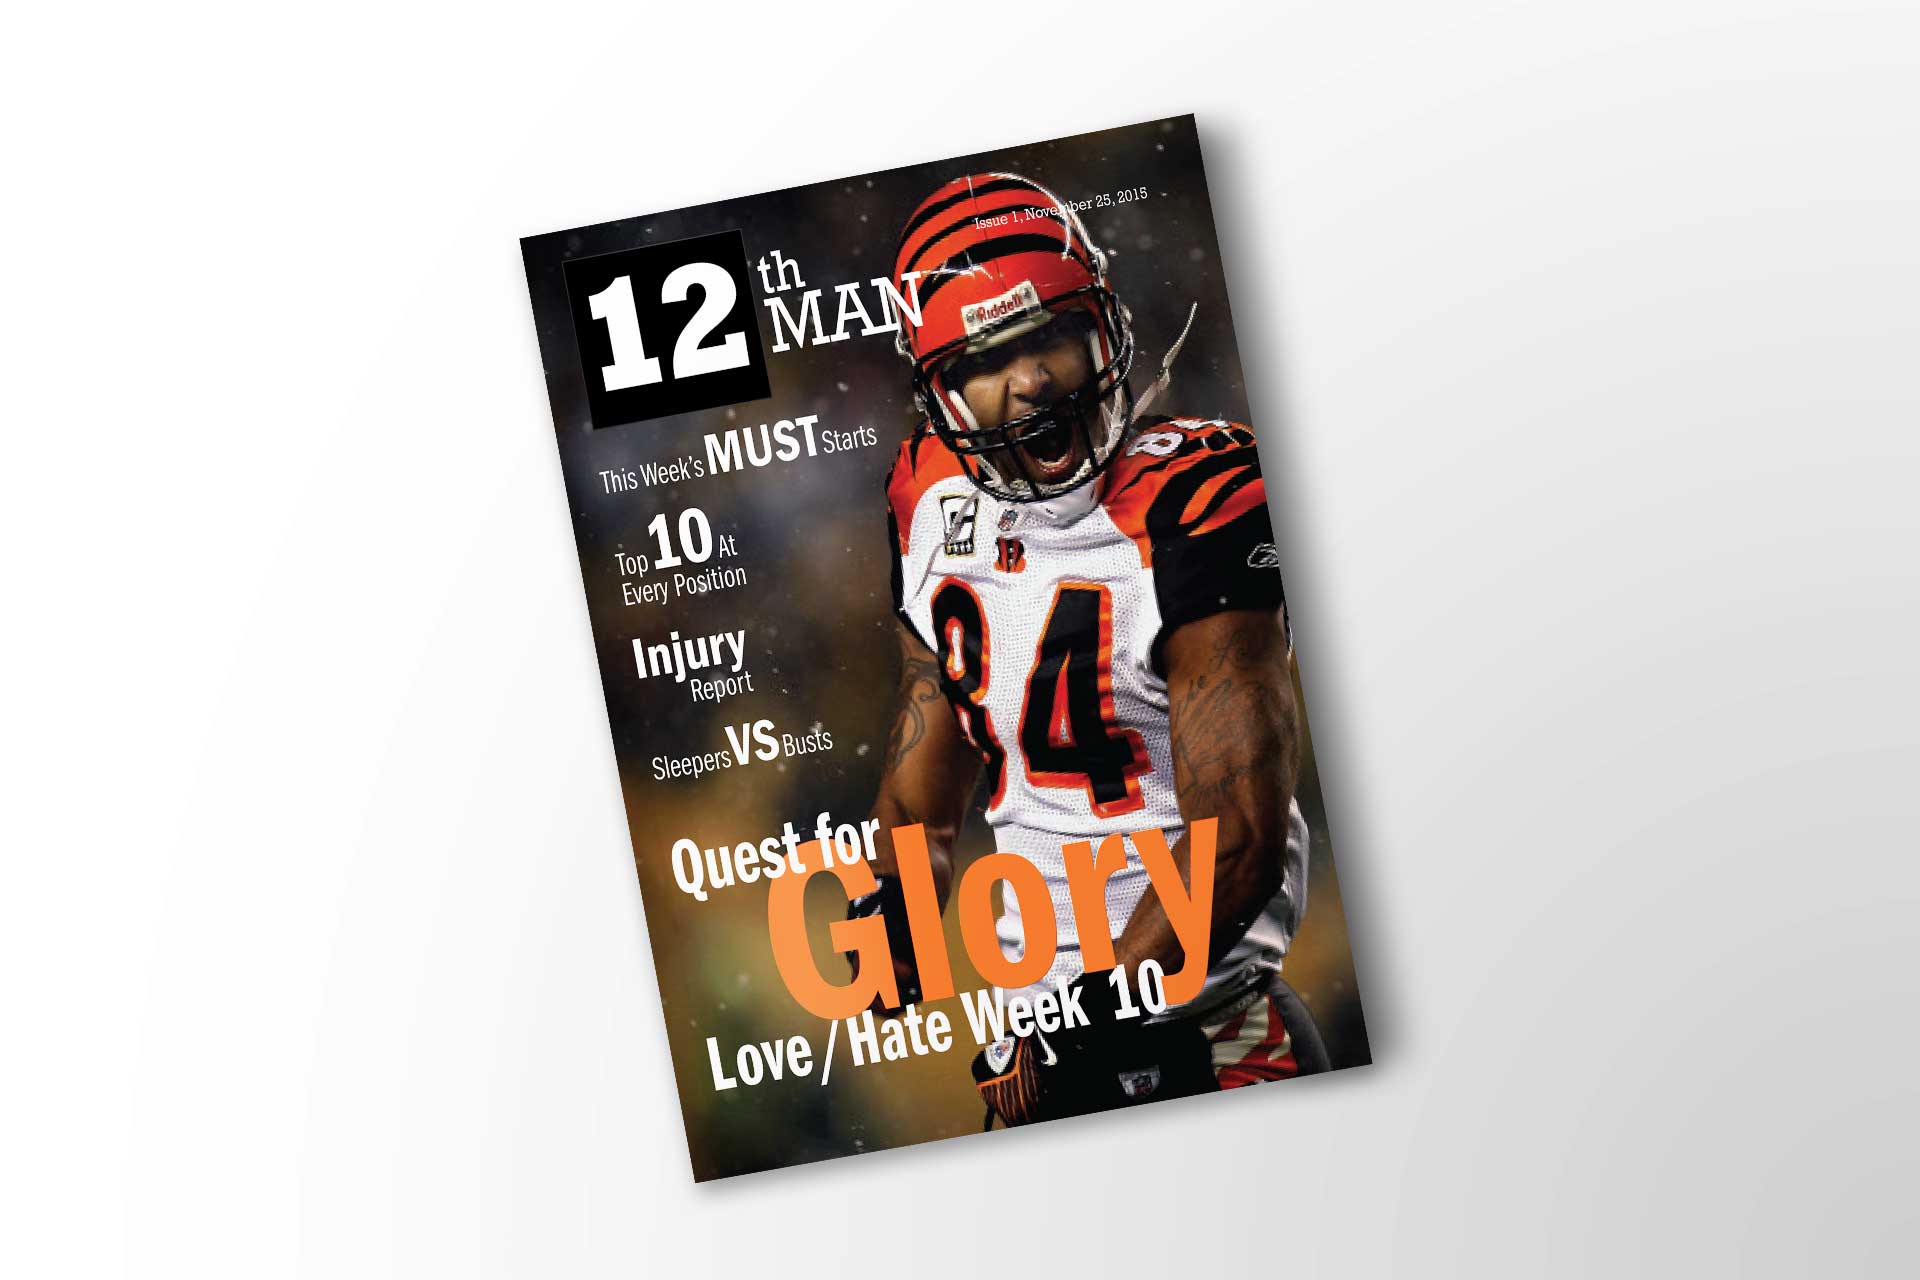 Issue 1, November 25, 2015
12
th
MAN
Riddell
This Week's MUST Starts
84
Top 10 At
Every Position
C
84
Injury
Report
Sleepers VS Busts
Quest for
Glory
Love / Hate Week 10